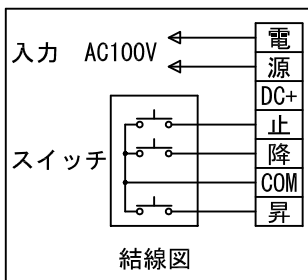 入力 AC100V
電
源
DC+
止
降
COM
昇
スイッチ
結線図